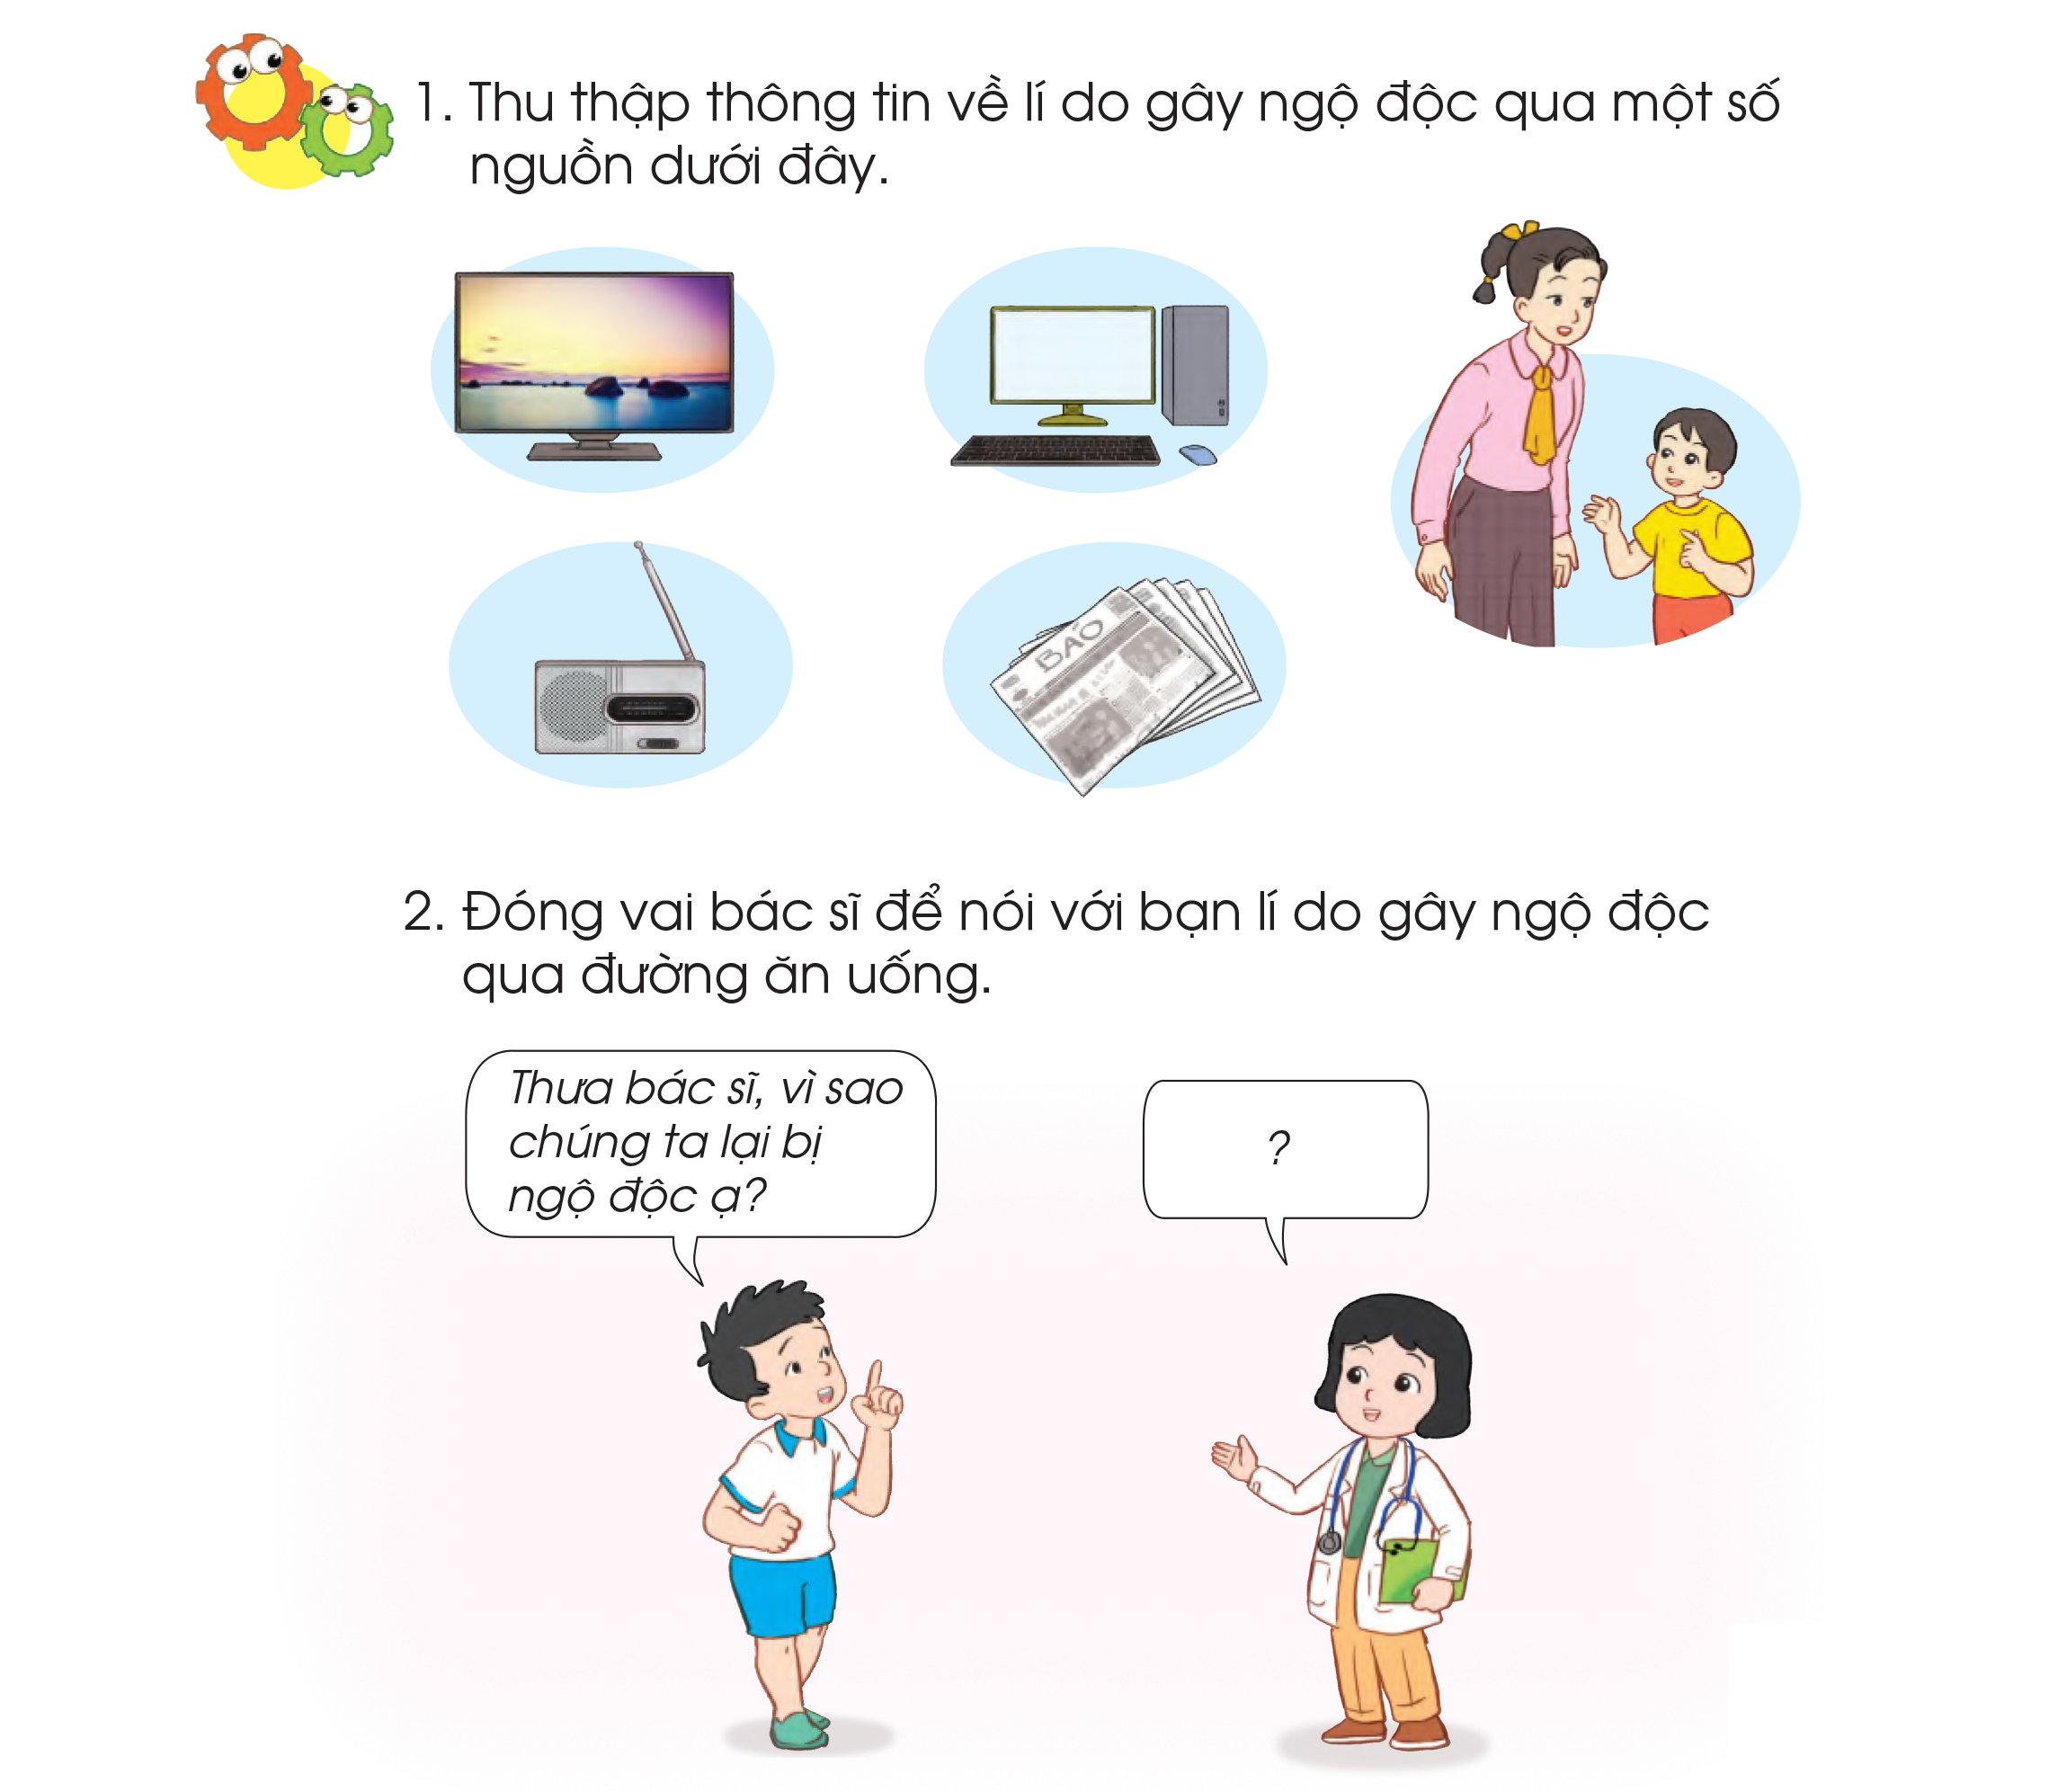 1. Thu thập thông tin về lí do gây ngộ độc qua một số
nguồn dưới đây.
BÁO
2. Đóng vai bác sĩ để nói với bạn lí do gây ngộ độc
qua đường ăn uống.
Thưa bác sĩ, vì sao
chúng ta lại bị
ngộ độc ạ?
?